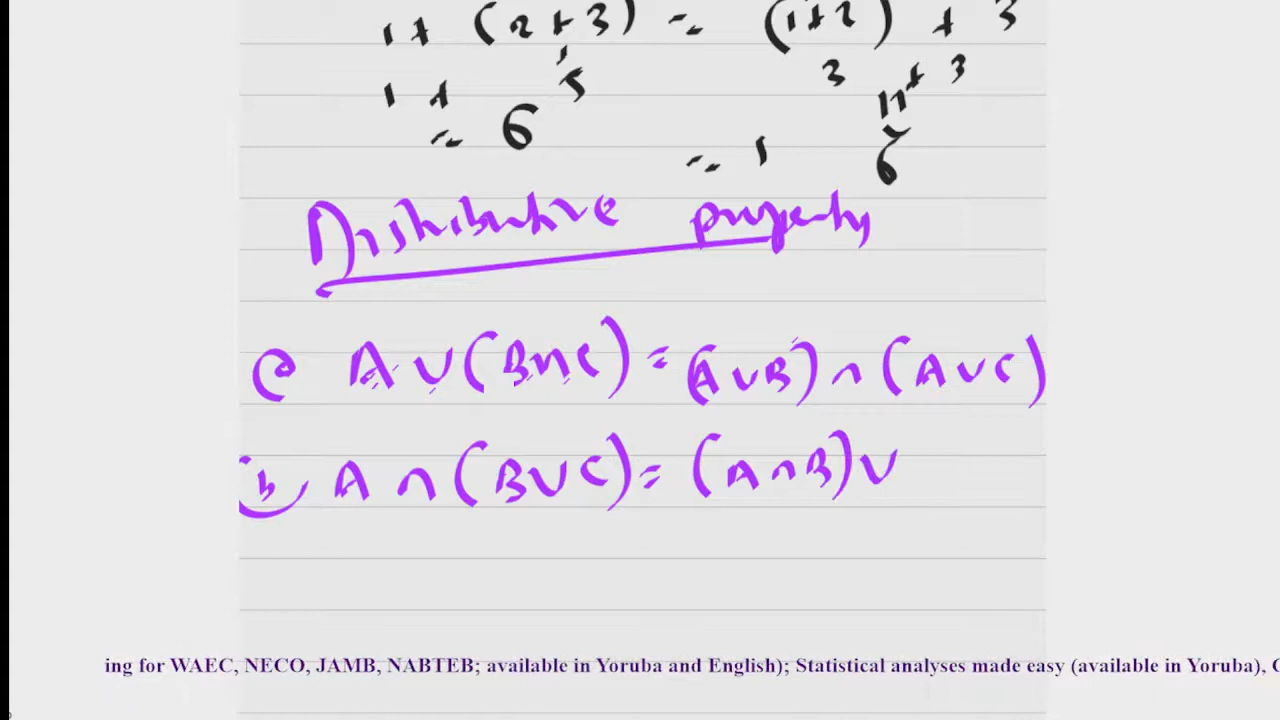 1 + (2 + 3) = (1+2) + 3
1 + 5 3 + 3
= 6 = 6
Distributive property
(a) A ∪ (B ∩ C) = (A ∪ B) ∩ (A ∪ C)
(b) A ∩ (B ∪ C) = (A ∩ B) ∪
ing for WAEC, NECO, JAMB, NABTEB; available in Yoruba and English); Statistical analyses made easy (available in Yoruba), C